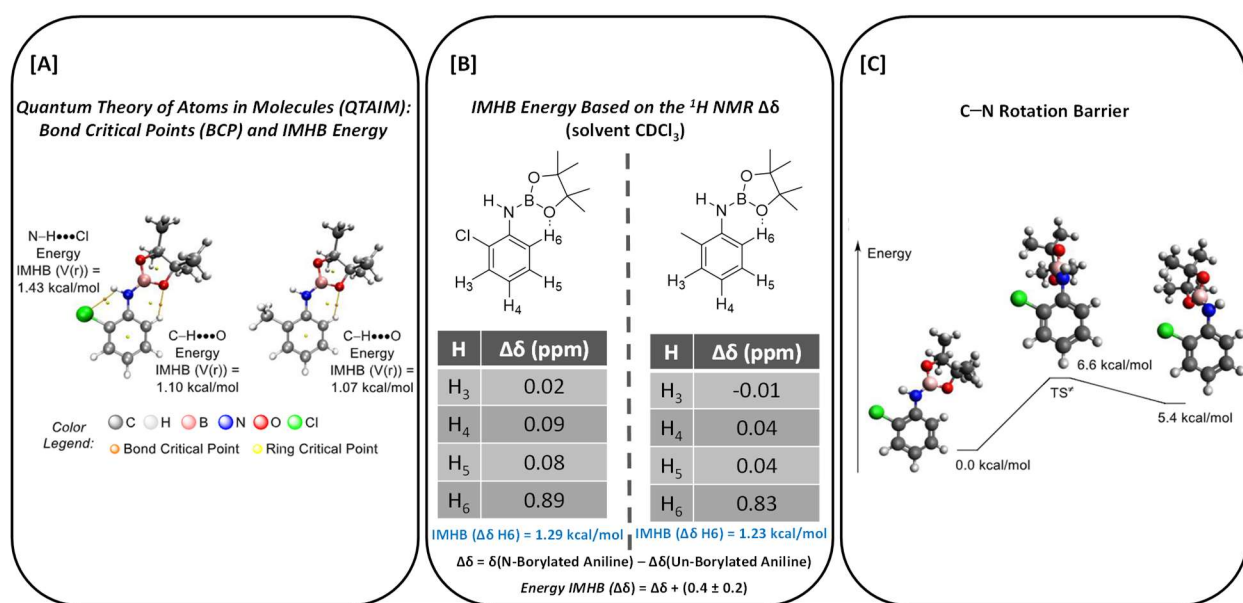 [A]
Quantum Theory of Atoms in Molecules (QTAIM):
Bond Critical Points (BCP) and IMHB Energy
N–H●●●Cl
Energy
IMHB (V(r)) =
1.43 kcal/mol
C–H●●●O
Energy
IMHB (V(r)) =
1.10 kcal/mol
C–H●●●O
Energy
IMHB (V(r)) =
1.07 kcal/mol
Color
Legend:
C H B N O Cl
Bond Critical Point Ring Critical Point
[B]
IMHB Energy Based on the ¹H NMR Δδ
(solvent CDCl₃)
O
H B
N O
Cl H₆
H₃ H₅
H₄
H Δδ (ppm)
H₃ 0.02
H₄ 0.09
H₅ 0.08
H₆ 0.89
IMHB (Δδ H6) = 1.29 kcal/mol
O
H B
N O
H₆
H₃ H₅
H₄
H Δδ (ppm)
H₃ -0.01
H₄ 0.04
H₅ 0.04
H₆ 0.83
IMHB (Δδ H6) = 1.23 kcal/mol
Δδ = δ(N-Borylated Aniline) – Δδ(Un-Borylated Aniline)
Energy IMHB (Δδ) = Δδ + (0.4 ± 0.2)
[C]
C–N Rotation Barrier
Energy
0.0 kcal/mol
6.6 kcal/mol
TS≠
5.4 kcal/mol